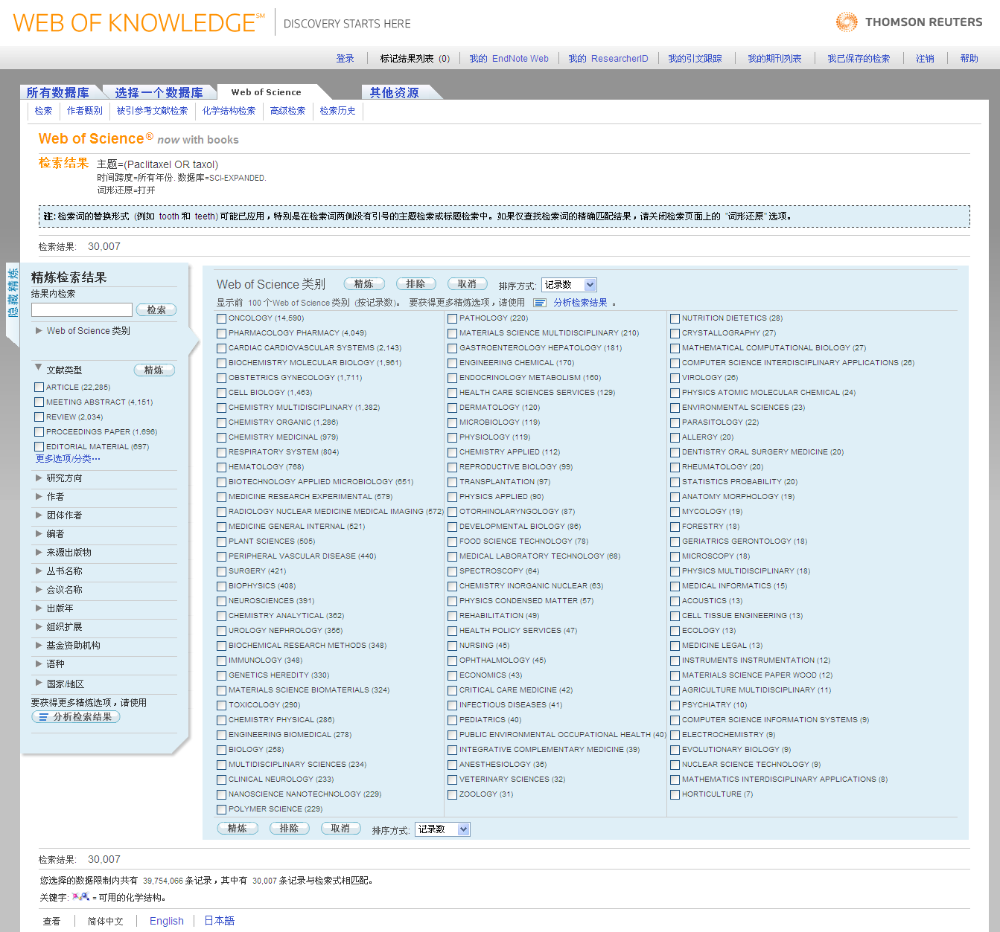 WEB OF KNOWLEDGE℠ DISCOVERY STARTS HERE
THOMSON REUTERS
登录 标记结果列表 (0) 我的 EndNote Web 我的 ResearcherID 我的引文跟踪 我的期刊列表 我已保存的检索 注销 帮助
所有数据库 选择一个数据库 Web of Science 其他资源
检索 作者甄别 被引参考文献检索 化学结构检索 高级检索 检索历史
Web of Science® now with books
检索结果 主题=(Paclitaxel OR taxol)
时间跨度=所有年份. 数据库=SCI-EXPANDED.
词形还原=打开
注: 检索词的替换形式 (例如 tooth 和 teeth) 可能已应用，特别是在检索词两侧没有引号的主题检索或标题检索中。如果仅查找检索词的精确匹配结果，请关闭检索页面上的 "词形还原" 选项。
检索结果: 30,007
隐藏精炼
精炼检索结果
结果内检索
检索
Web of Science 类别
文献类型 精炼
ARTICLE (22,285)
MEETING ABSTRACT (4,151)
REVIEW (2,034)
PROCEEDINGS PAPER (1,696)
EDITORIAL MATERIAL (697)
更多选项/分类...
研究方向
作者
团体作者
编者
来源出版物
丛书名称
会议名称
出版年
组织扩展
基金资助机构
语种
国家/地区
要获得更多精炼选项，请使用
分析检索结果
Web of Science 类别 精炼 排除 取消 排序方式: 记录数
显示前 100 个Web of Science 类别 (按记录数)。 要获得更多精炼选项，请使用 分析检索结果 。
ONCOLOGY (14,590)
PHARMACOLOGY PHARMACY (4,049)
CARDIAC CARDIOVASCULAR SYSTEMS (2,143)
BIOCHEMISTRY MOLECULAR BIOLOGY (1,961)
OBSTETRICS GYNECOLOGY (1,711)
CELL BIOLOGY (1,463)
CHEMISTRY MULTIDISCIPLINARY (1,382)
CHEMISTRY ORGANIC (1,286)
CHEMISTRY MEDICINAL (979)
RESPIRATORY SYSTEM (804)
HEMATOLOGY (768)
BIOTECHNOLOGY APPLIED MICROBIOLOGY (651)
MEDICINE RESEARCH EXPERIMENTAL (579)
RADIOLOGY NUCLEAR MEDICINE MEDICAL IMAGING (572)
MEDICINE GENERAL INTERNAL (521)
PLANT SCIENCES (505)
PERIPHERAL VASCULAR DISEASE (440)
SURGERY (421)
BIOPHYSICS (408)
NEUROSCIENCES (391)
CHEMISTRY ANALYTICAL (362)
UROLOGY NEPHROLOGY (356)
BIOCHEMICAL RESEARCH METHODS (348)
IMMUNOLOGY (348)
GENETICS HEREDITY (330)
MATERIALS SCIENCE BIOMATERIALS (324)
TOXICOLOGY (290)
CHEMISTRY PHYSICAL (286)
ENGINEERING BIOMEDICAL (278)
BIOLOGY (258)
MULTIDISCIPLINARY SCIENCES (234)
CLINICAL NEUROLOGY (233)
NANOSCIENCE NANOTECHNOLOGY (229)
POLYMER SCIENCE (229)
PATHOLOGY (220)
MATERIALS SCIENCE MULTIDISCIPLINARY (210)
GASTROENTEROLOGY HEPATOLOGY (181)
ENGINEERING CHEMICAL (170)
ENDOCRINOLOGY METABOLISM (160)
HEALTH CARE SCIENCES SERVICES (129)
DERMATOLOGY (120)
MICROBIOLOGY (119)
PHYSIOLOGY (119)
CHEMISTRY APPLIED (112)
REPRODUCTIVE BIOLOGY (99)
TRANSPLANTATION (97)
PHYSICS APPLIED (90)
OTORHINOLARYNGOLOGY (87)
DEVELOPMENTAL BIOLOGY (86)
FOOD SCIENCE TECHNOLOGY (78)
MEDICAL LABORATORY TECHNOLOGY (68)
SPECTROSCOPY (64)
CHEMISTRY INORGANIC NUCLEAR (63)
PHYSICS CONDENSED MATTER (57)
REHABILITATION (49)
HEALTH POLICY SERVICES (47)
NURSING (45)
OPHTHALMOLOGY (45)
ECONOMICS (43)
CRITICAL CARE MEDICINE (42)
INFECTIOUS DISEASES (41)
PEDIATRICS (40)
PUBLIC ENVIRONMENTAL OCCUPATIONAL HEALTH (40)
INTEGRATIVE COMPLEMENTARY MEDICINE (39)
ANESTHESIOLOGY (36)
VETERINARY SCIENCES (32)
ZOOLOGY (31)
NUTRITION DIETETICS (28)
CRYSTALLOGRAPHY (27)
MATHEMATICAL COMPUTATIONAL BIOLOGY (27)
COMPUTER SCIENCE INTERDISCIPLINARY APPLICATIONS (26)
VIROLOGY (26)
PHYSICS ATOMIC MOLECULAR CHEMICAL (24)
ENVIRONMENTAL SCIENCES (23)
PARASITOLOGY (22)
ALLERGY (20)
DENTISTRY ORAL SURGERY MEDICINE (20)
RHEUMATOLOGY (20)
STATISTICS PROBABILITY (20)
ANATOMY MORPHOLOGY (19)
MYCOLOGY (19)
FORESTRY (18)
GERIATRICS GERONTOLOGY (18)
MICROSCOPY (18)
PHYSICS MULTIDISCIPLINARY (18)
MEDICAL INFORMATICS (15)
ACOUSTICS (13)
CELL TISSUE ENGINEERING (13)
ECOLOGY (13)
MEDICINE LEGAL (13)
INSTRUMENTS INSTRUMENTATION (12)
MATERIALS SCIENCE PAPER WOOD (12)
AGRICULTURE MULTIDISCIPLINARY (11)
PSYCHIATRY (10)
COMPUTER SCIENCE INFORMATION SYSTEMS (9)
ELECTROCHEMISTRY (9)
EVOLUTIONARY BIOLOGY (9)
NUCLEAR SCIENCE TECHNOLOGY (9)
MATHEMATICS INTERDISCIPLINARY APPLICATIONS (8)
HORTICULTURE (7)
精炼 排除 取消 排序方式: 记录数
检索结果: 30,007
您选择的数据限制内共有 39,754,066 条记录，其中有 30,007 条记录与检索式相匹配。
关键字: = 可用的化学结构。
查看 简体中文 English 日本語